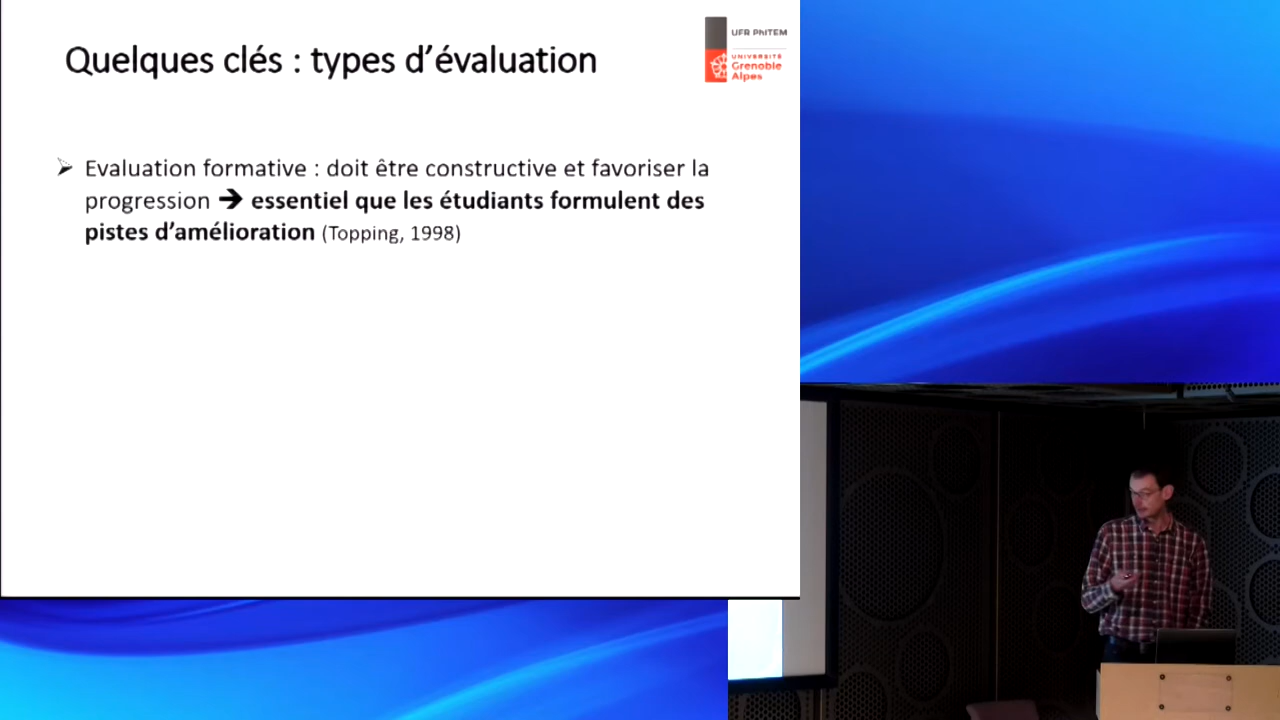 Quelques clés : types d’évaluation
UFR PhITEM
UNIVERSITÉ
Grenoble
Alpes
➢ Evaluation formative : doit être constructive et favoriser la
progression ➔ essentiel que les étudiants formulent des
pistes d’amélioration (Topping, 1998)